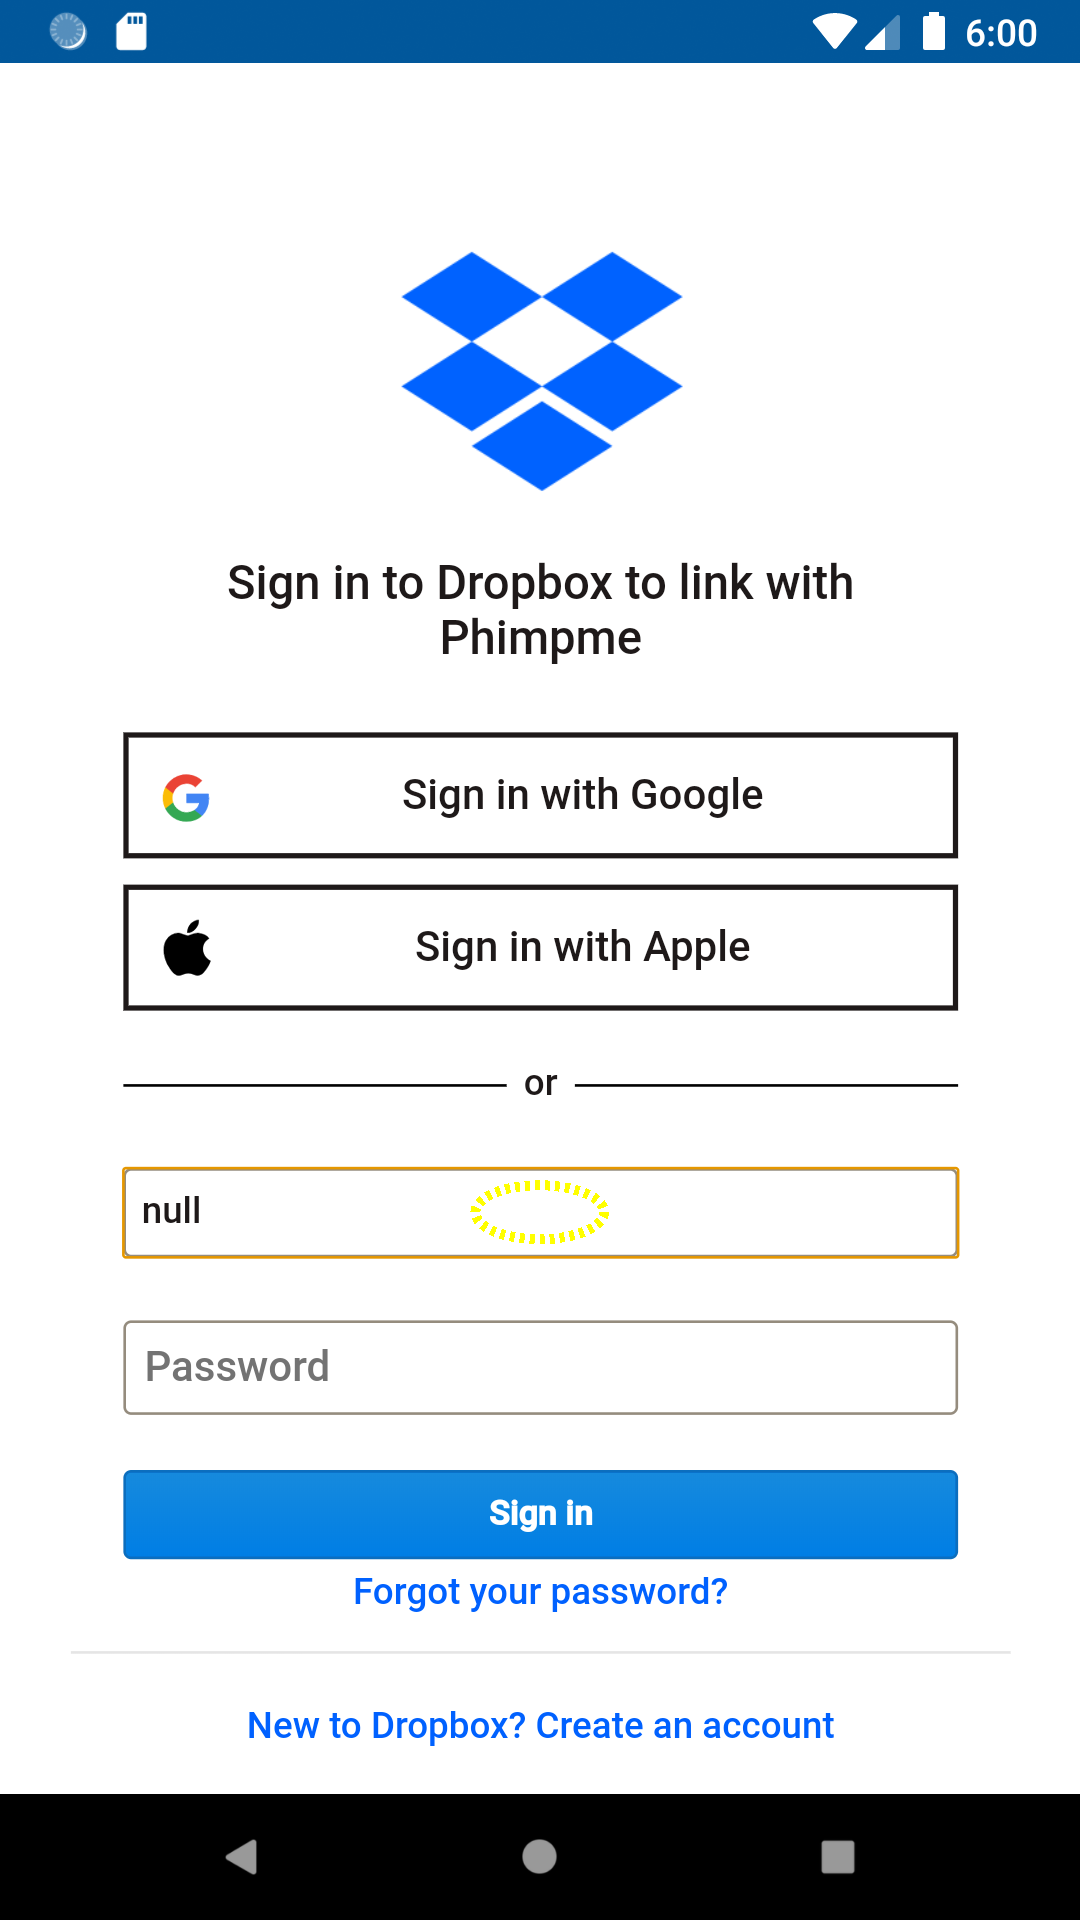 6:00
Sign in to Dropbox to link with
Phimpme
Sign in with Google
Sign in with Apple
or
null
Password
Sign in
Forgot your password?
New to Dropbox? Create an account